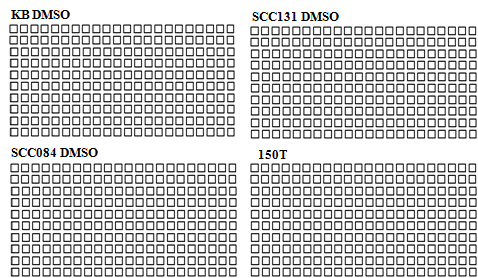 KB DMSO
SCC131 DMSO
SCC084 DMSO
150T